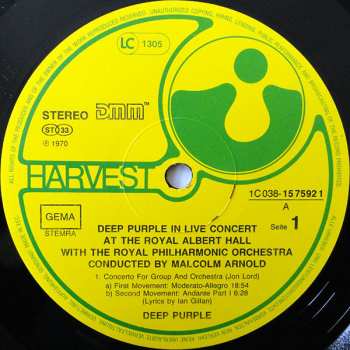 LC 1305
STEREO DMM™
ST 33
℗ 1970
HARVEST
1C 038-15 7592 1
A
GEMA
STEMRA
Seite 1
DEEP PURPLE IN LIVE CONCERT
AT THE ROYAL ALBERT HALL
WITH THE ROYAL PHILHARMONIC ORCHESTRA
CONDUCTED BY MALCOLM ARNOLD
1. Concerto For Group And Orchestra (Jon Lord)
a) First Movement: Moderato-Allegro 18:54
b) Second Movement: Andante Part I 6:28
(Lyrics by Ian Gillan)
DEEP PURPLE